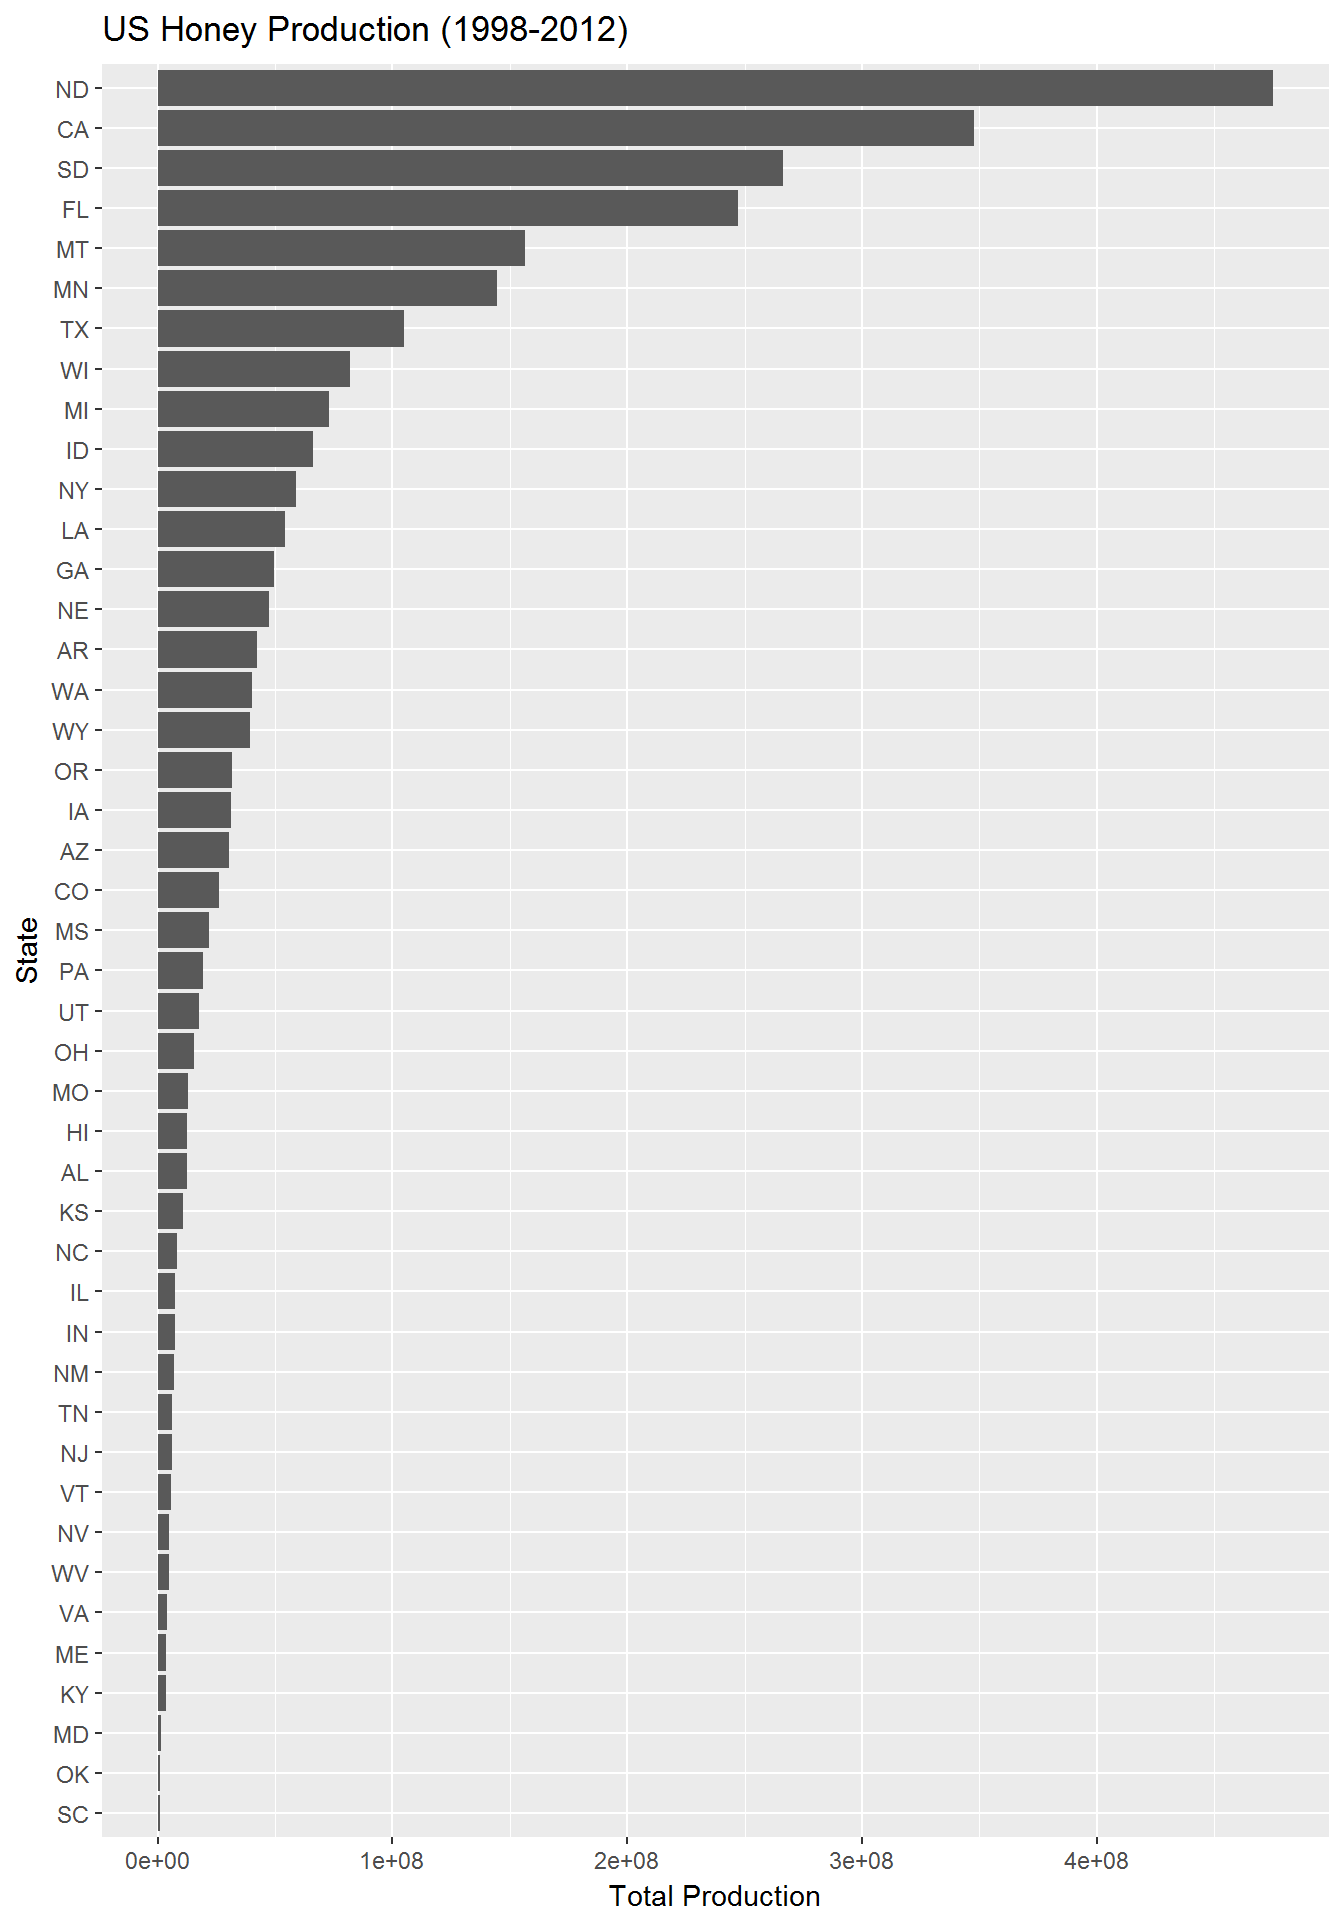 US Honey Production (1998-2012)
ND
CA
SD
FL
MT
MN
TX
WI
MI
ID
NY
LA
GA
NE
AR
WA
WY
OR
IA
AZ
CO
MS
PA
UT
OH
MO
HI
AL
KS
NC
IL
IN
NM
TN
NJ
VT
NV
WV
VA
ME
KY
MD
OK
SC
State
0e+00 1e+08 2e+08 3e+08 4e+08
Total Production